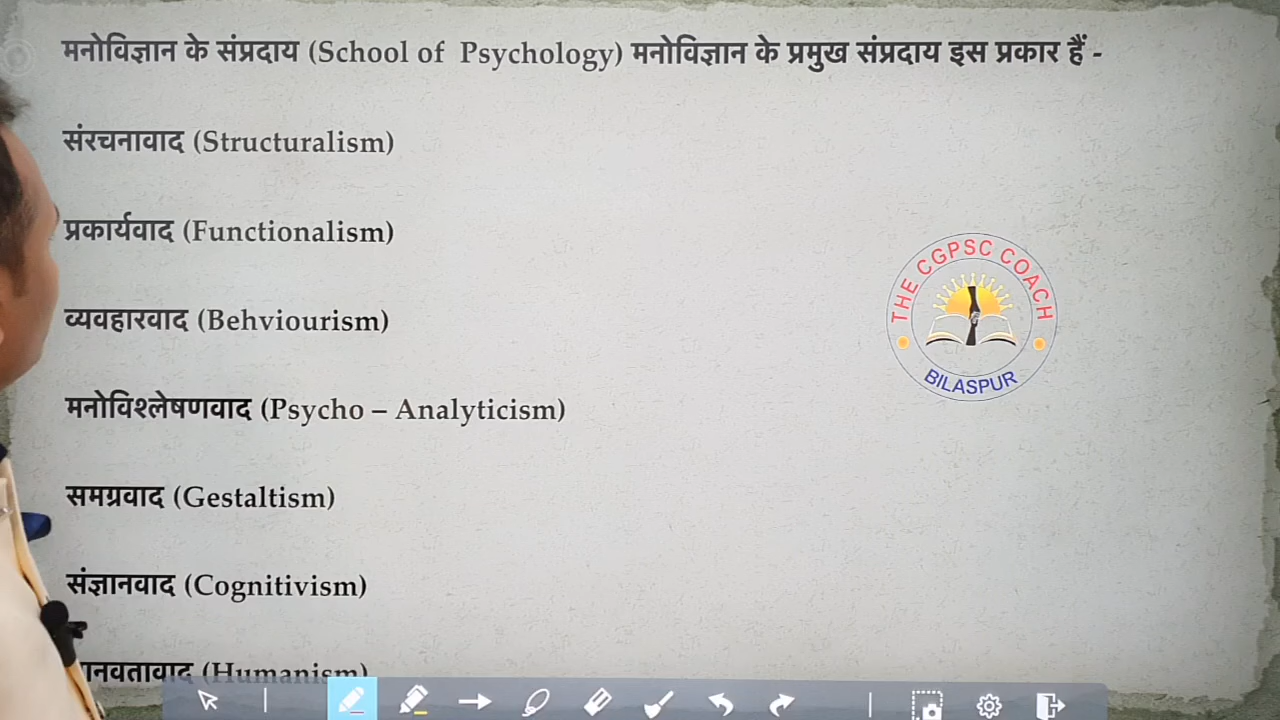 मनोविज्ञान के संप्रदाय (School of Psychology) मनोविज्ञान के प्रमुख संप्रदाय इस प्रकार हैं -
संरचनावाद (Structuralism)
प्रकार्यवाद (Functionalism)
THE CGPSC COACH
BILASPUR
व्यवहारवाद (Behviourism)
मनोविश्लेषणवाद (Psycho – Analyticism)
समग्रवाद (Gestaltism)
संज्ञानवाद (Cognitivism)
(Humanism)